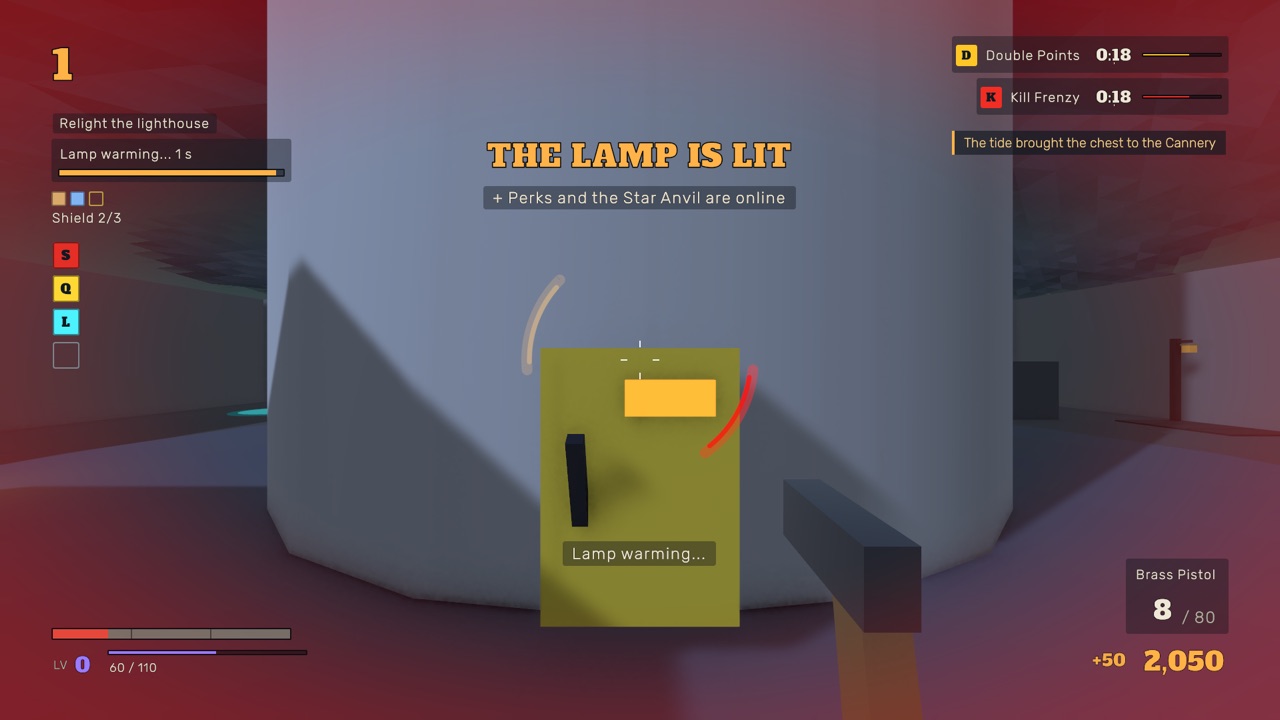 1
Relight the lighthouse
Lamp warming... 1 s
Shield 2/3
S
Q
L
THE LAMP IS LIT
+ Perks and the Star Anvil are online
D Double Points 0:18
K Kill Frenzy 0:18
The tide brought the chest to the Cannery
Lamp warming...
LV 0 60 / 110
Brass Pistol
8 / 80
+50 2,050